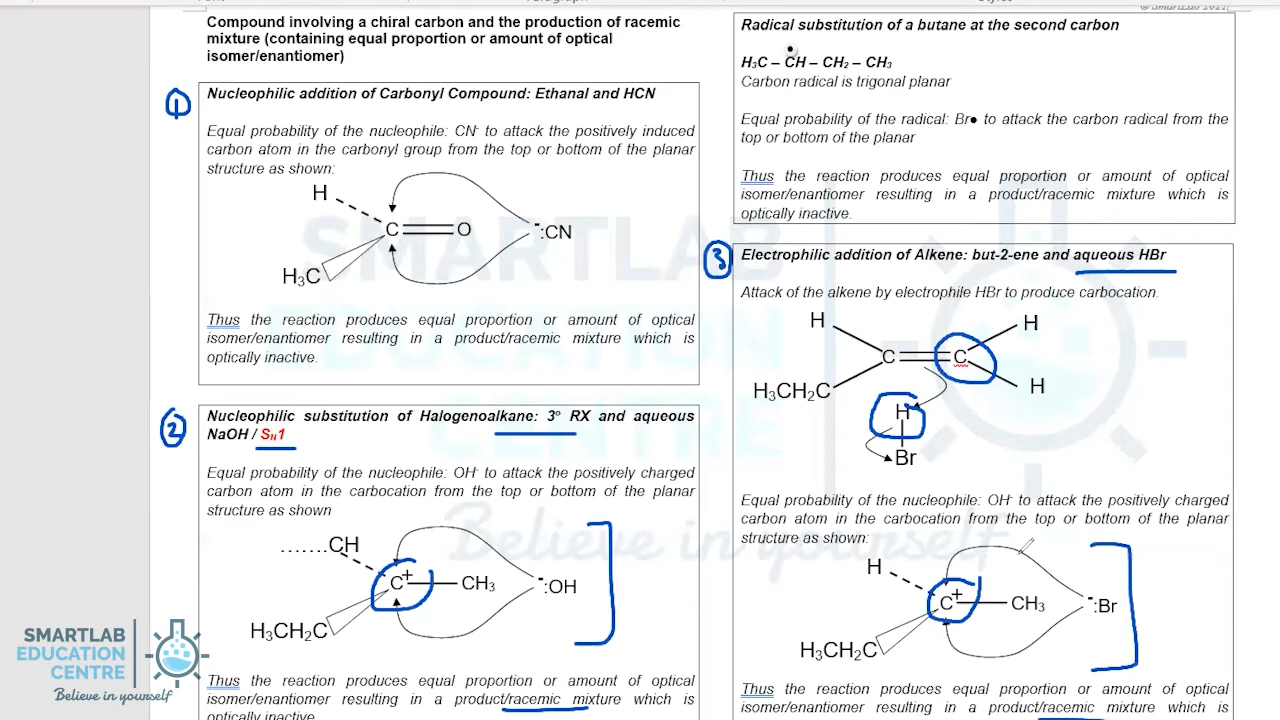 © SmartLab 2021
Compound involving a chiral carbon and the production of racemic
mixture (containing equal proportion or amount of optical
isomer/enantiomer)
1
Nucleophilic addition of Carbonyl Compound: Ethanal and HCN
Equal probability of the nucleophile: CN⁻ to attack the positively induced
carbon atom in the carbonyl group from the top or bottom of the planar
structure as shown:
H
C
O
⁻:CN
H₃C
Thus the reaction produces equal proportion or amount of optical
isomer/enantiomer resulting in a product/racemic mixture which is
optically inactive.
2
Nucleophilic substitution of Halogenoalkane: 3° RX and aqueous
NaOH / SN1
Equal probability of the nucleophile: OH⁻ to attack the positively charged
carbon atom in the carbocation from the top or bottom of the planar
structure as shown
.......CH
C⁺
CH₃
⁻:OH
H₃CH₂C
Thus the reaction produces equal proportion or amount of optical
isomer/enantiomer resulting in a product/racemic mixture which is
optically inactive.
Radical substitution of a butane at the second carbon
•
H₃C – CH – CH₂ – CH₃
Carbon radical is trigonal planar
Equal probability of the radical: Br● to attack the carbon radical from the
top or bottom of the planar
Thus the reaction produces equal proportion or amount of optical
isomer/enantiomer resulting in a product/racemic mixture which is
optically inactive.
3
Electrophilic addition of Alkene: but-2-ene and aqueous HBr
Attack of the alkene by electrophile HBr to produce carbocation.
H
H
C
C
H₃CH₂C
H
H
Br
Equal probability of the nucleophile: OH⁻ to attack the positively charged
carbon atom in the carbocation from the top or bottom of the planar
structure as shown:
H
C⁺
CH₃
⁻:Br
H₃CH₂C
Thus the reaction produces equal proportion or amount of optical
isomer/enantiomer resulting in a product/racemic mixture which is
SMARTLAB
EDUCATION
CENTRE
Believe in yourself
SMARTLAB
EDUCATION
CENTRE
Believe in yourself